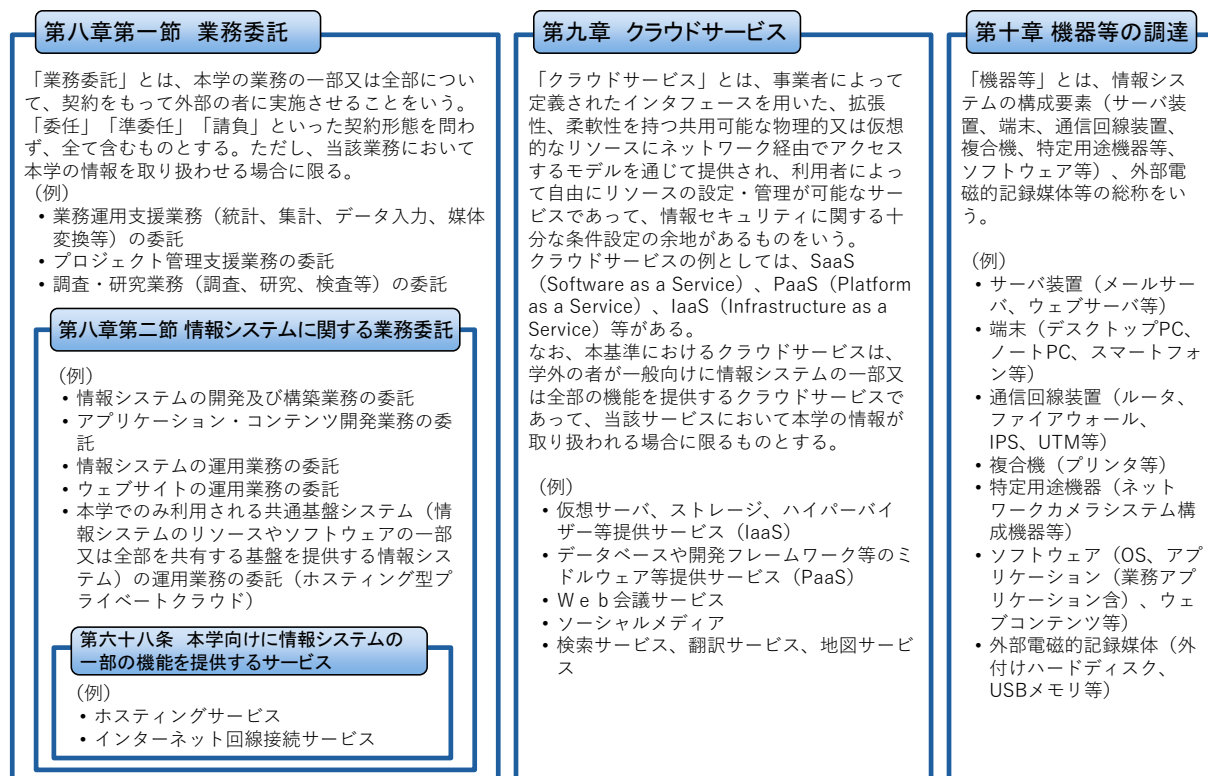 第八章第一節 業務委託
「業務委託」とは、本学の業務の一部又は全部につい
て、契約をもって外部の者に実施させることをいう。
「委任」「準委任」「請負」といった契約形態を問わ
ず、全て含むものとする。ただし、当該業務において
本学の情報を取り扱わせる場合に限る。
（例）
• 業務運用支援業務（統計、集計、データ入力、媒体
変換等）の委託
• プロジェクト管理支援業務の委託
• 調査・研究業務（調査、研究、検査等）の委託
第八章第二節 情報システムに関する業務委託
（例）
• 情報システムの開発及び構築業務の委託
• アプリケーション・コンテンツ開発業務の委
託
• 情報システムの運用業務の委託
• ウェブサイトの運用業務の委託
• 本学でのみ利用される共通基盤システム（情
報システムのリソースやソフトウェアの一部
又は全部を共有する基盤を提供する情報シス
テム）の運用業務の委託（ホスティング型プ
ライベートクラウド）
第六十八条 本学向けに情報システムの
一部の機能を提供するサービス
（例）
• ホスティングサービス
• インターネット回線接続サービス
第九章 クラウドサービス
「クラウドサービス」とは、事業者によって
定義されたインタフェースを用いた、拡張
性、柔軟性を持つ共用可能な物理的又は仮想
的なリソースにネットワーク経由でアクセス
するモデルを通じて提供され、利用者によっ
て自由にリソースの設定・管理が可能なサー
ビスであって、情報セキュリティに関する十
分な条件設定の余地があるものをいう。
クラウドサービスの例としては、SaaS
（Software as a Service）、PaaS（Platform
as a Service）、IaaS（Infrastructure as a
Service）等がある。
なお、本基準におけるクラウドサービスは、
学外の者が一般向けに情報システムの一部又
は全部の機能を提供するクラウドサービスで
あって、当該サービスにおいて本学の情報が
取り扱われる場合に限るものとする。
（例）
• 仮想サーバ、ストレージ、ハイパーバイ
ザー等提供サービス（IaaS）
• データベースや開発フレームワーク等のミ
ドルウェア等提供サービス（PaaS）
• Ｗｅｂ会議サービス
• ソーシャルメディア
• 検索サービス、翻訳サービス、地図サービ
ス
第十章 機器等の調達
「機器等」とは、情報シス
テムの構成要素（サーバ装
置、端末、通信回線装置、
複合機、特定用途機器等、
ソフトウェア等）、外部電
磁的記録媒体等の総称をい
う。
（例）
• サーバ装置（メールサー
バ、ウェブサーバ等）
• 端末（デスクトップPC、
ノートPC、スマートフォ
ン等）
• 通信回線装置（ルータ、
ファイアウォール、
IPS、UTM等）
• 複合機（プリンタ等）
• 特定用途機器（ネット
ワークカメラシステム構
成機器等）
• ソフトウェア（OS、アプ
リケーション（業務アプ
リケーション含）、ウェ
ブコンテンツ等）
• 外部電磁的記録媒体（外
付けハードディスク、
USBメモリ等）